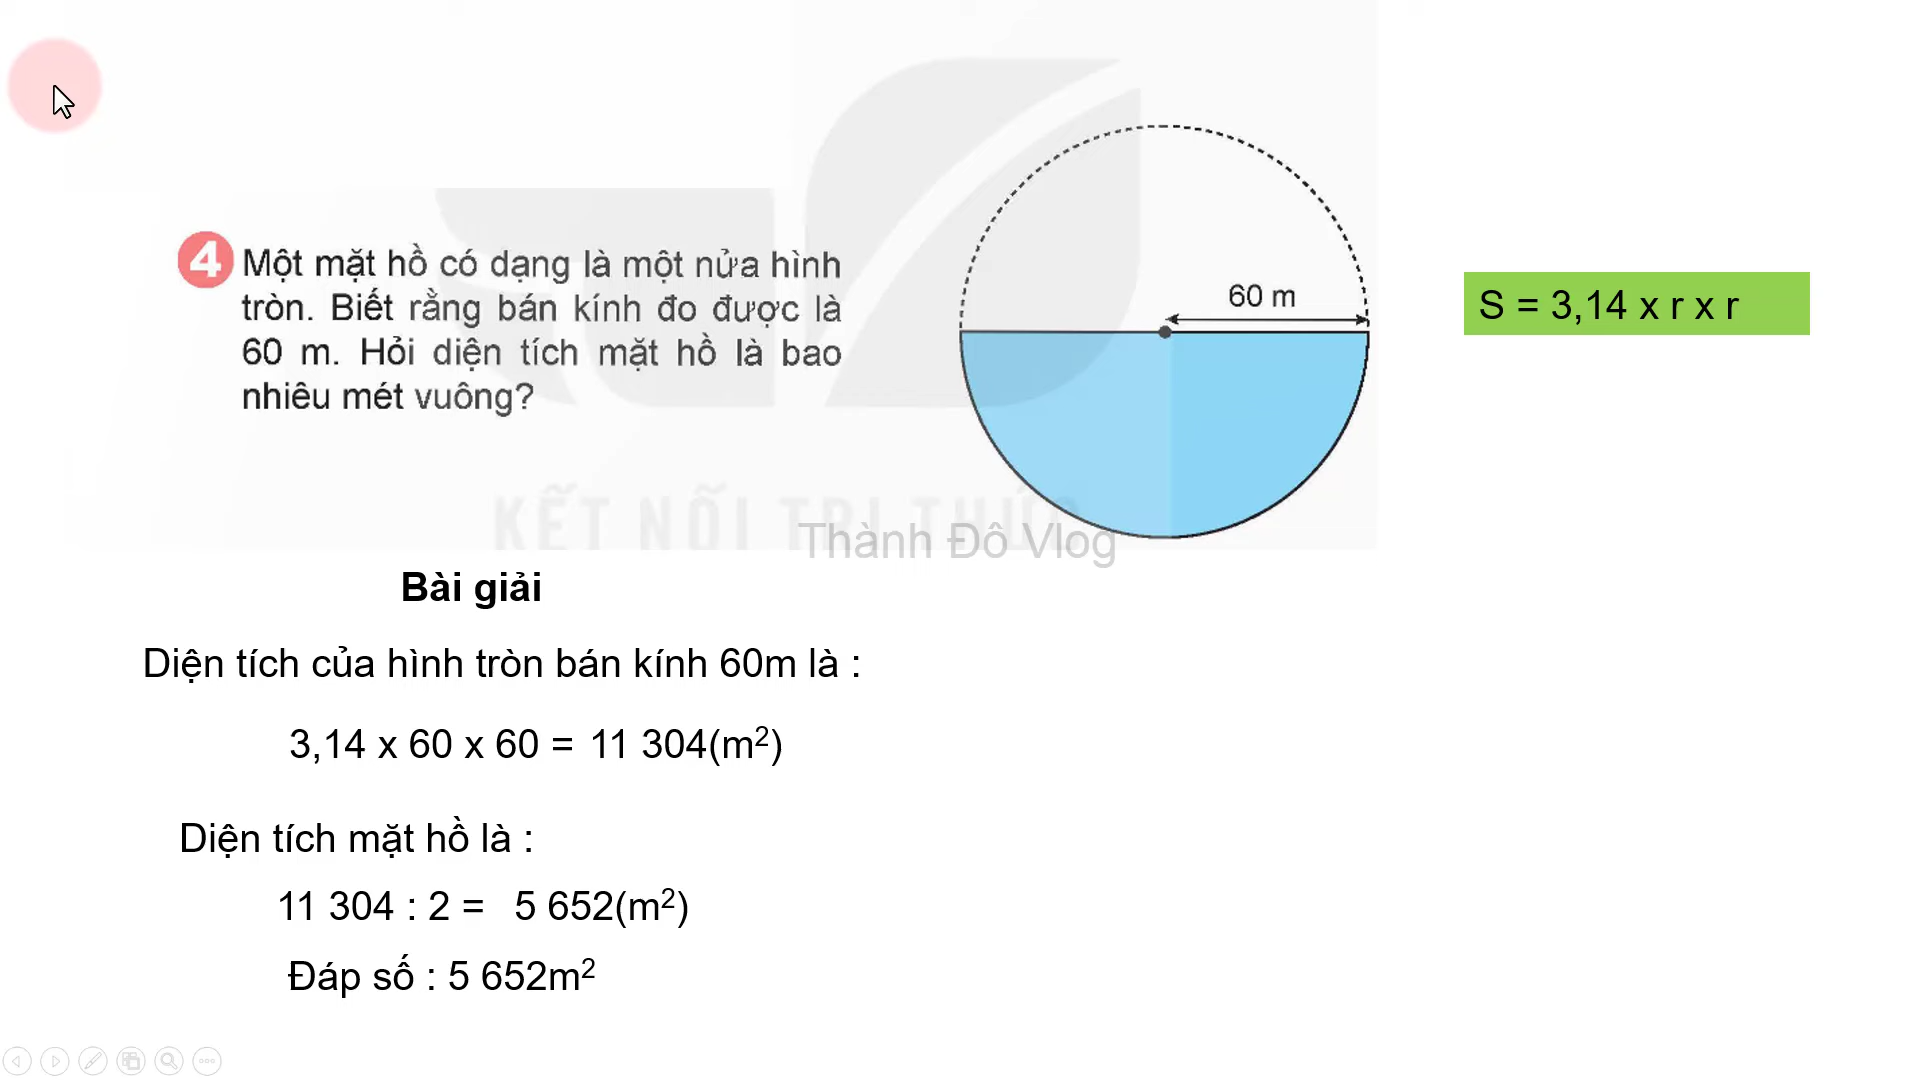 4 Một mặt hồ có dạng là một nửa hình
tròn. Biết rằng bán kính đo được là
60 m. Hỏi diện tích mặt hồ là bao
nhiêu mét vuông?
60 m
S = 3,14 x r x r
KẾT NỐI TRI THỨC
Thành Đô Vlog
Bài giải
Diện tích của hình tròn bán kính 60m là :
3,14 x 60 x 60 = 11 304(m²)
Diện tích mặt hồ là :
11 304 : 2 = 5 652(m²)
Đáp số : 5 652m²